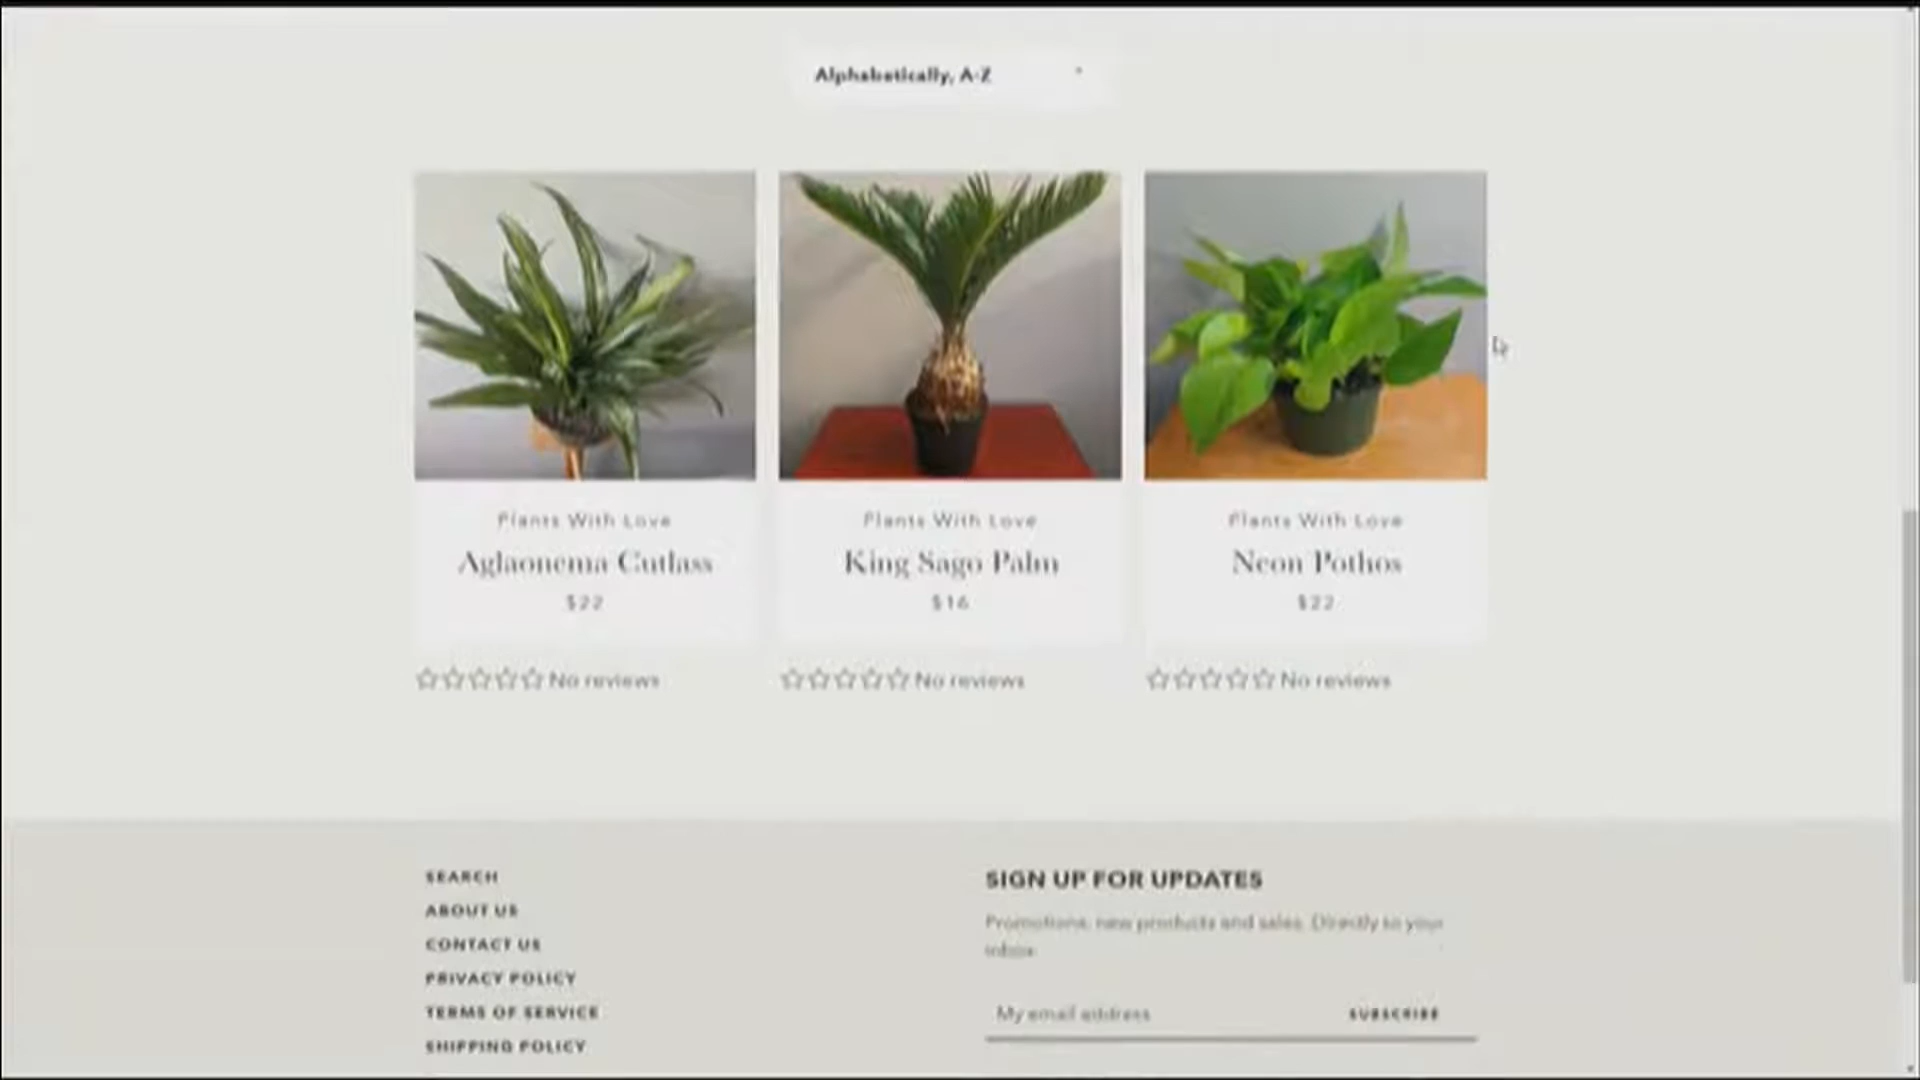 Alphabetically, A-Z
Plants With Love
Aglaonema Cutlass
$22
No reviews
Plants With Love
King Sago Palm
$16
No reviews
Plants With Love
Neon Pothos
$22
No reviews
SEARCH
ABOUT US
CONTACT US
PRIVACY POLICY
TERMS OF SERVICE
SHIPPING POLICY
SIGN UP FOR UPDATES
Promotions, new products and sales. Directly to your
inbox.
My email address
SUBSCRIBE